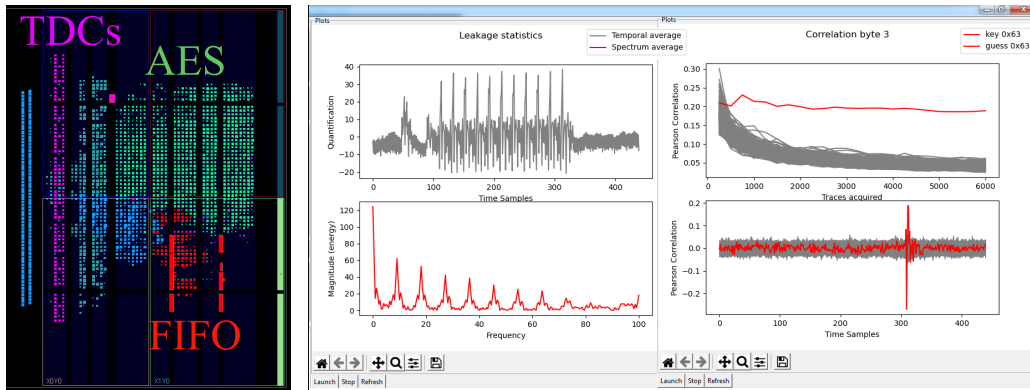 TDCs
AES
FIFO
X0Y0
X1Y0
Plots
Leakage statistics
Temporal average
Spectrum average
Quantification
40
30
20
10
0
−10
−20
0
100
200
300
400
Time Samples
Magnitude (energy)
120
100
80
60
40
20
0
0
20
40
60
80
100
Frequency
Launch
Stop
Refresh
Plots
Correlation byte 3
key 0x63
guess 0x63
Pearson Correlation
0.30
0.25
0.20
0.15
0.10
0.05
0
1000
2000
3000
4000
5000
6000
Traces acquired
Pearson Correlation
0.2
0.1
0.0
−0.1
−0.2
0
100
200
300
400
Time Samples
Launch
Stop
Refresh